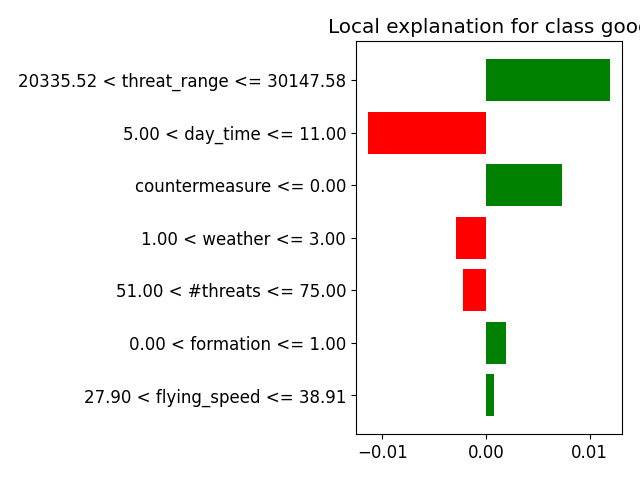 Local explanation for class goo
20335.52 < threat_range <= 30147.58
5.00 < day_time <= 11.00
countermeasure <= 0.00
1.00 < weather <= 3.00
51.00 < #threats <= 75.00
0.00 < formation <= 1.00
27.90 < flying_speed <= 38.91
−0.01 0.00 0.01